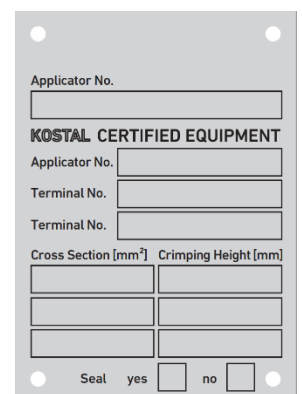 Applicator No.
KOSTAL CERTIFIED EQUIPMENT
Applicator No.
Terminal No.
Terminal No.
Cross Section [mm²] Crimping Height [mm]
Seal yes no